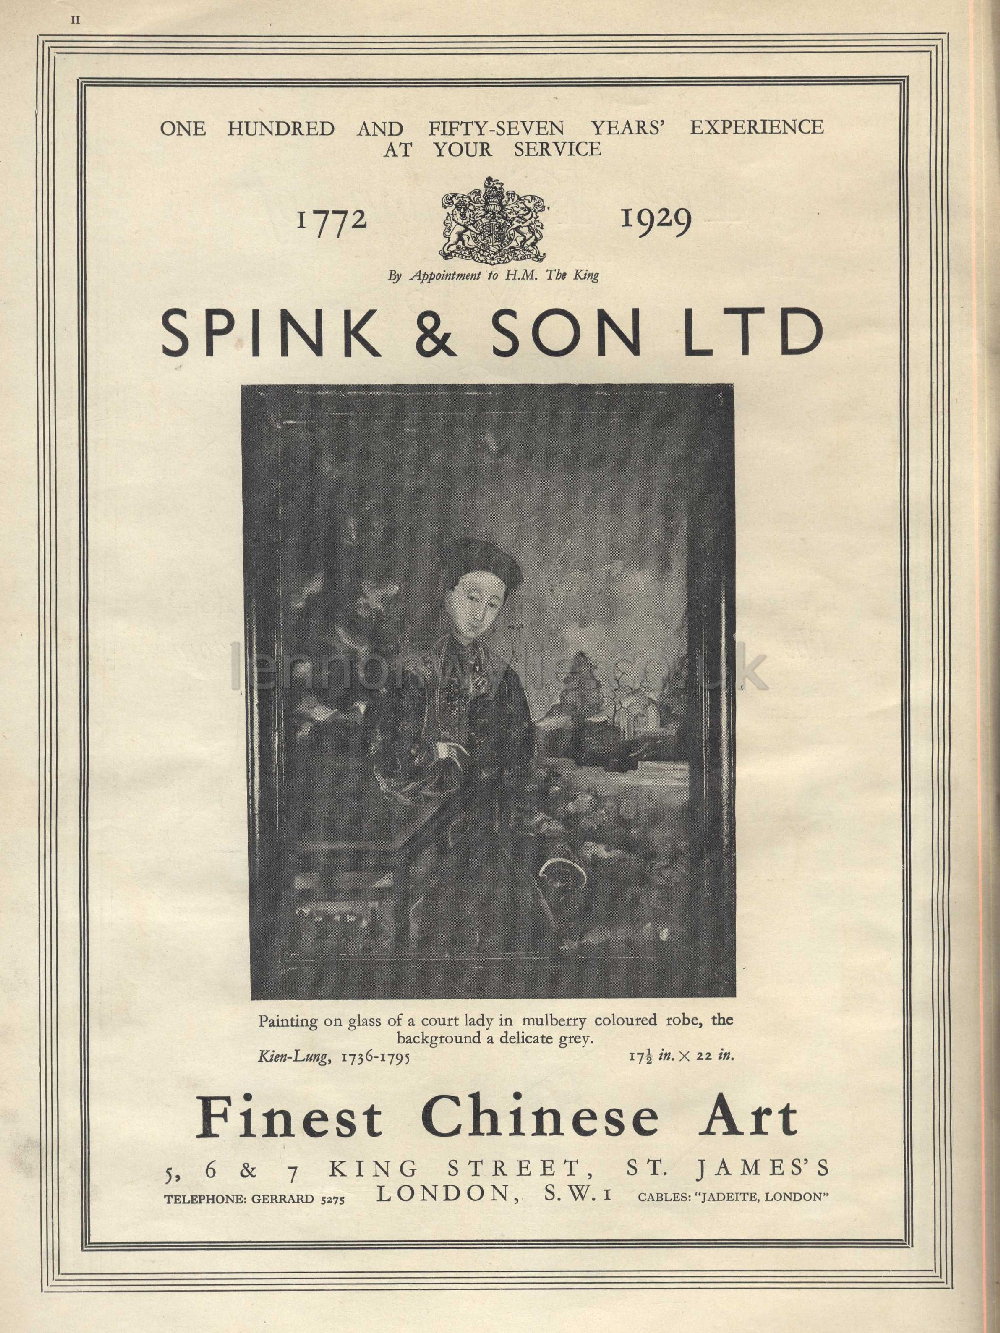 II
ONE HUNDRED AND FIFTY-SEVEN YEARS' EXPERIENCE
AT YOUR SERVICE
1772 1929
By Appointment to H.M. The King
SPINK & SON LTD
lennoxwylie.co.uk
Painting on glass of a court lady in mulberry coloured robe, the
background a delicate grey.
Kien-Lung, 1736-1795 17½ in. X 22 in.
Finest Chinese Art
5, 6 & 7 KING STREET, ST. JAMES'S
TELEPHONE: GERRARD 5275 LONDON, S.W.1 CABLES: "JADEITE, LONDON"